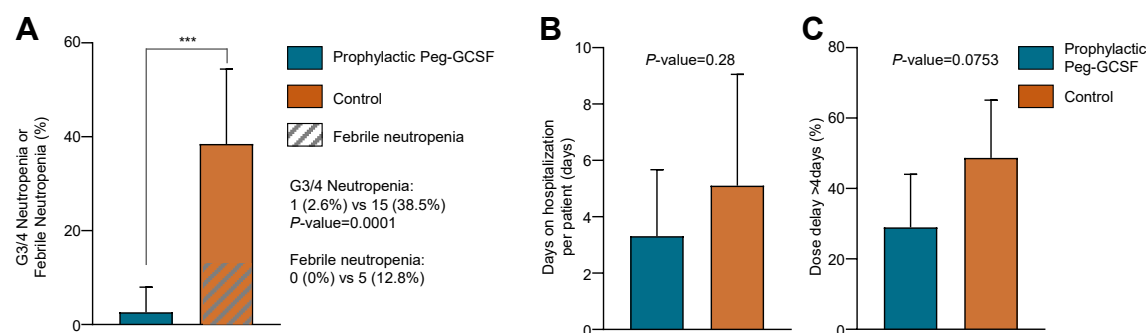 A
G3/4 Neutropenia or
Febrile Neutropenia (%)
60
40
20
0
***
Prophylactic Peg-GCSF
Control
Febrile neutropenia
G3/4 Neutropenia:
1 (2.6%) vs 15 (38.5%)
P-value=0.0001
Febrile neutropenia:
0 (0%) vs 5 (12.8%)
B
Days on hospitalization
per patient (days)
10
8
6
4
2
0
P-value=0.28
C
Dose delay >4days (%)
80
60
40
20
0
P-value=0.0753
Prophylactic
Peg-GCSF
Control